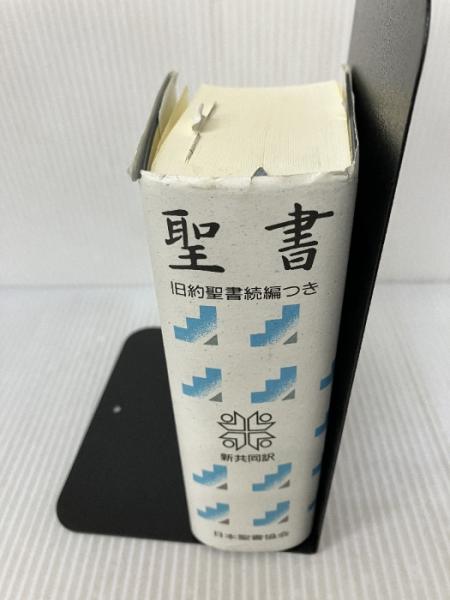 聖書
旧約聖書続編つき
新共同訳
日本聖書協会